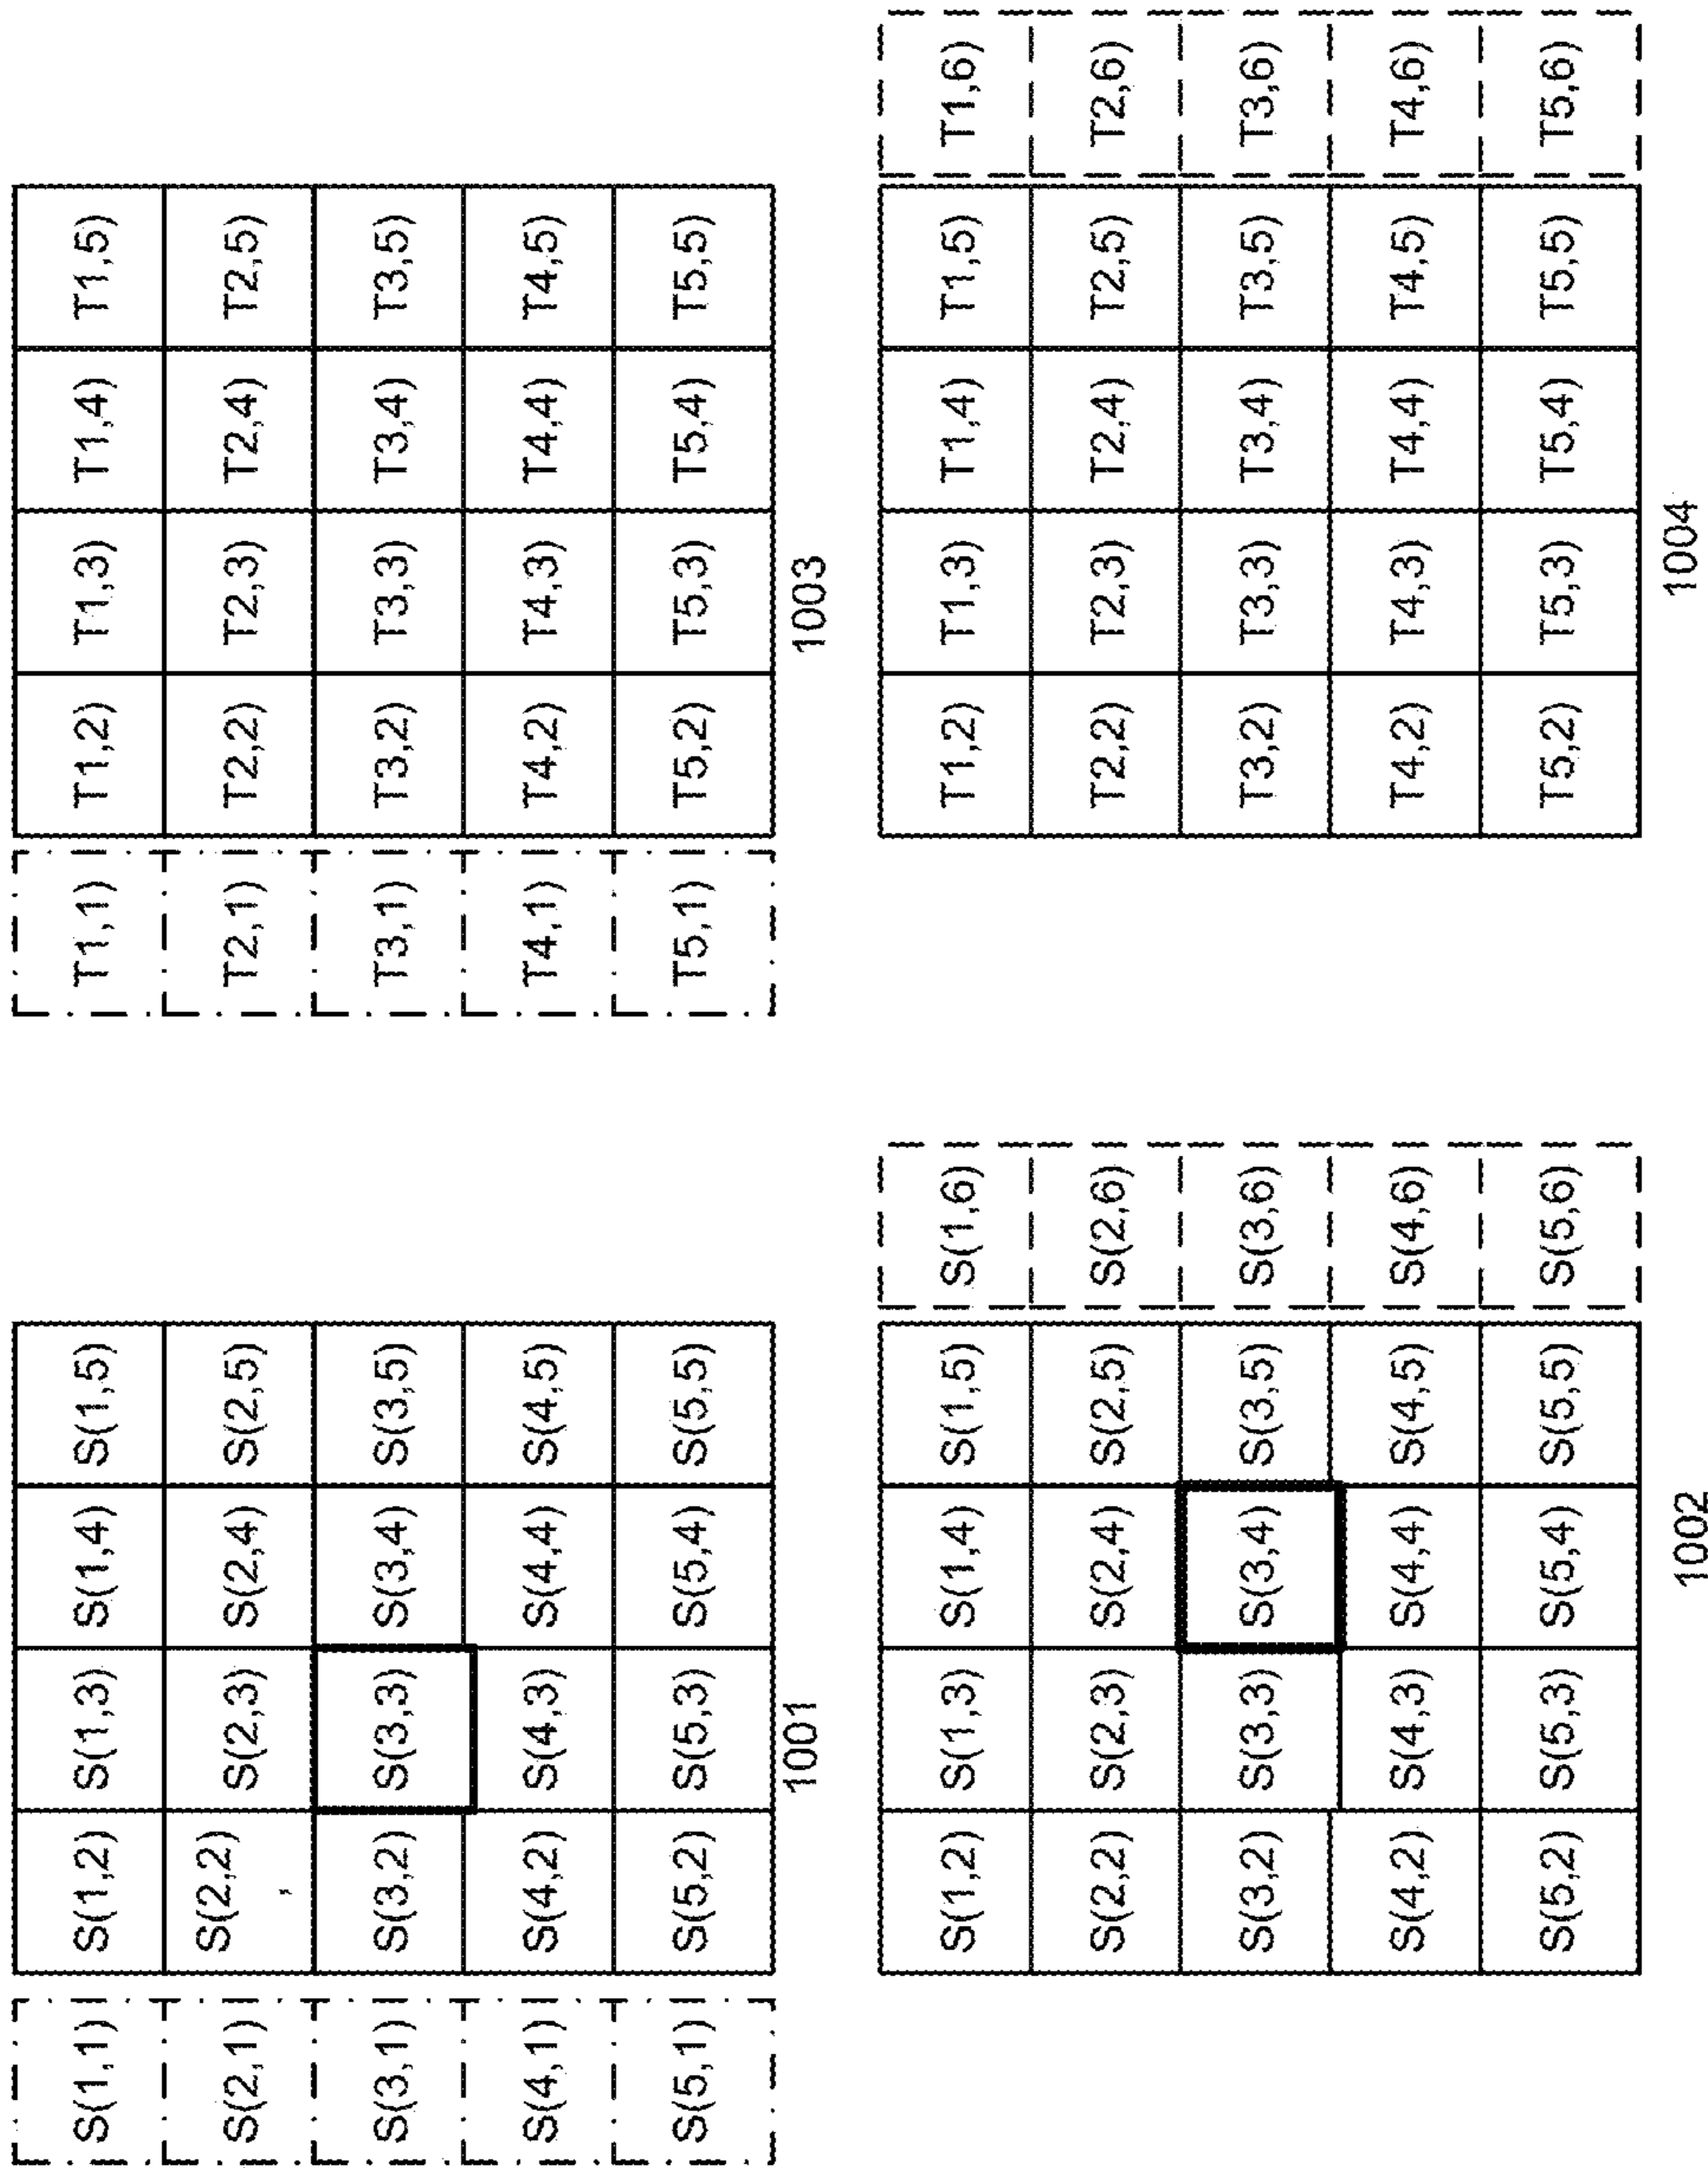 S(1,1) S(1,2) S(1,3) S(1,4) S(1,5)
S(2,1) S(2,2) S(2,3) S(2,4) S(2,5)
S(3,1) S(3,2) S(3,3) S(3,4) S(3,5)
S(4,1) S(4,2) S(4,3) S(4,4) S(4,5)
S(5,1) S(5,2) S(5,3) S(5,4) S(5,5)
1001
T1,1) T1,2) T1,3) T1,4) T1,5)
T2,1) T2,2) T2,3) T2,4) T2,5)
T3,1) T3,2) T3,3) T3,4) T3,5)
T4,1) T4,2) T4,3) T4,4) T4,5)
T5,1) T5,2) T5,3) T5,4) T5,5)
1003
S(1,2) S(1,3) S(1,4) S(1,5) S(1,6)
S(2,2) S(2,3) S(2,4) S(2,5) S(2,6)
S(3,2) S(3,3) S(3,4) S(3,5) S(3,6)
S(4,2) S(4,3) S(4,4) S(4,5) S(4,6)
S(5,2) S(5,3) S(5,4) S(5,5) S(5,6)
1002
T1,2) T1,3) T1,4) T1,5) T1,6)
T2,2) T2,3) T2,4) T2,5) T2,6)
T3,2) T3,3) T3,4) T3,5) T3,6)
T4,2) T4,3) T4,4) T4,5) T4,6)
T5,2) T5,3) T5,4) T5,5) T5,6)
1004